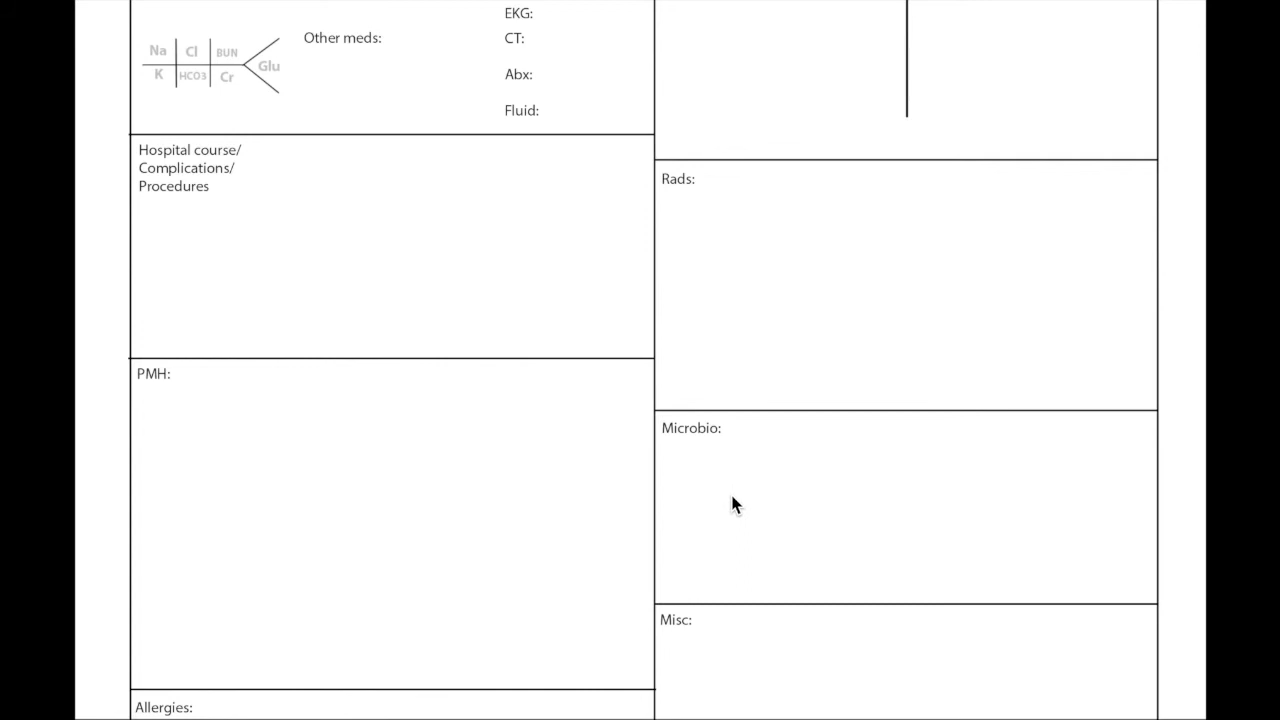 EKG:
Other meds:
CT:
Na Cl BUN
Glu
K HCO3 Cr
Abx:
Fluid:
Hospital course/
Complications/
Procedures
PMH:
Allergies:
Rads:
Microbio:
Misc: